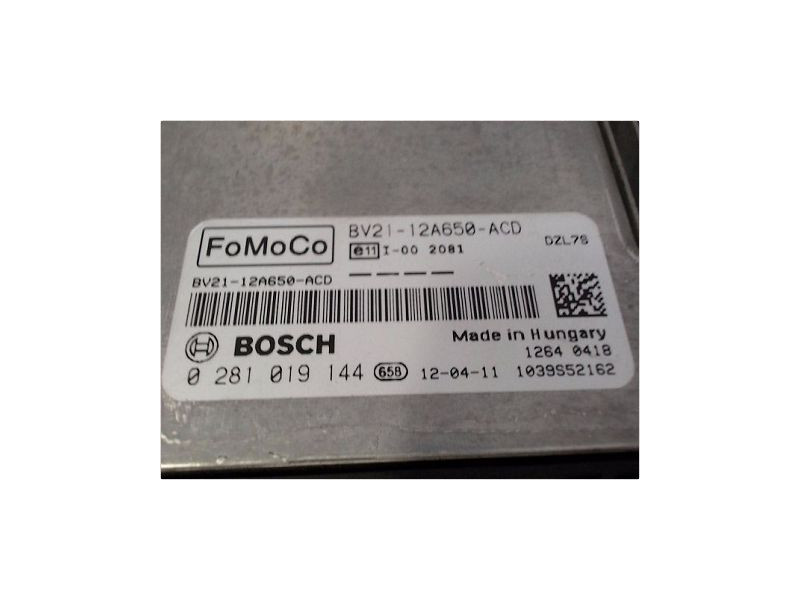 FoMoCo
BV21-12A650-ACD
e11 I-00 2081
DZL7S
BV21-12A650-ACD
BOSCH
Made in Hungary
1264 0418
0 281 019 144 658 12-04-11 1039S52162